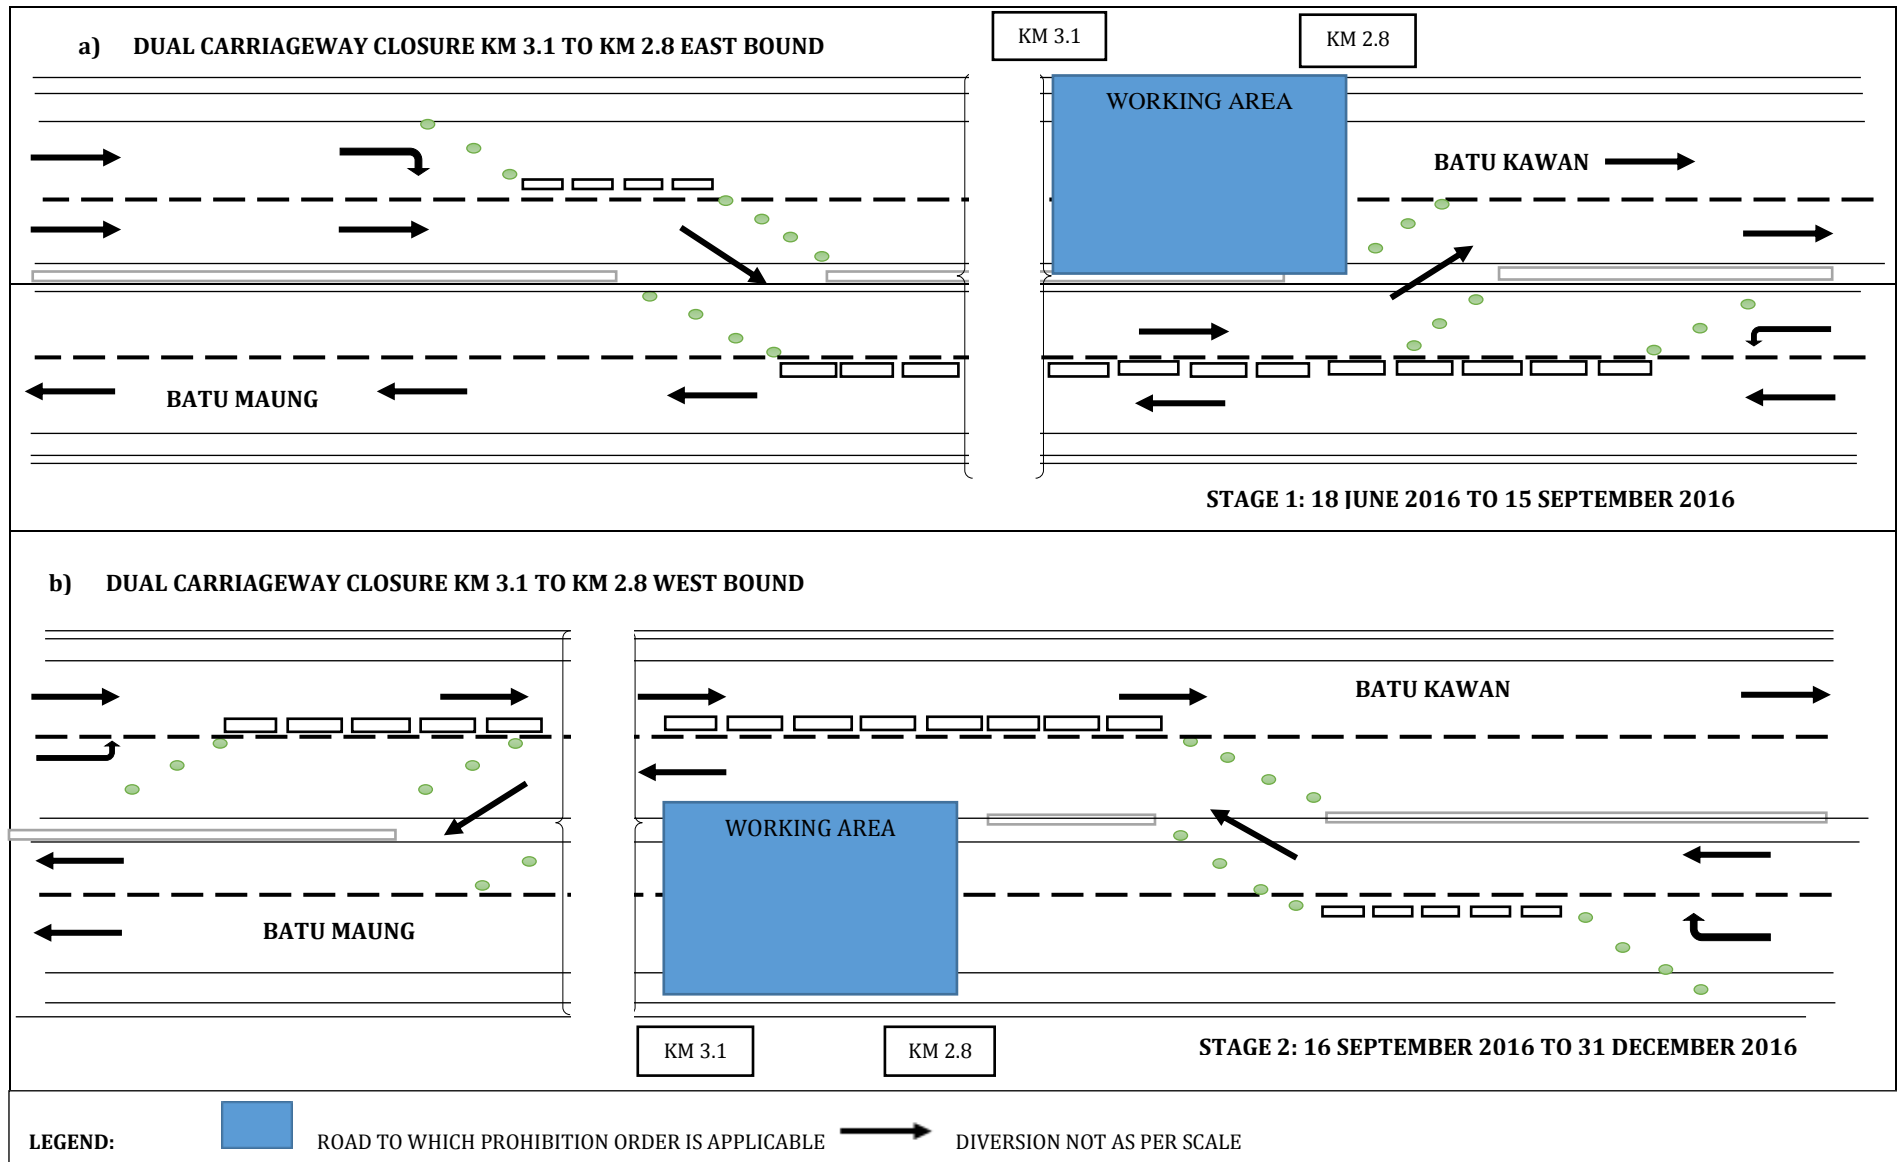 a) DUAL CARRIAGEWAY CLOSURE KM 3.1 TO KM 2.8 EAST BOUND
KM 3.1
KM 2.8
WORKING AREA
BATU KAWAN
BATU MAUNG
STAGE 1: 18 JUNE 2016 TO 15 SEPTEMBER 2016
b) DUAL CARRIAGEWAY CLOSURE KM 3.1 TO KM 2.8 WEST BOUND
BATU KAWAN
WORKING AREA
BATU MAUNG
KM 3.1
KM 2.8
STAGE 2: 16 SEPTEMBER 2016 TO 31 DECEMBER 2016
LEGEND: ROAD TO WHICH PROHIBITION ORDER IS APPLICABLE DIVERSION NOT AS PER SCALE